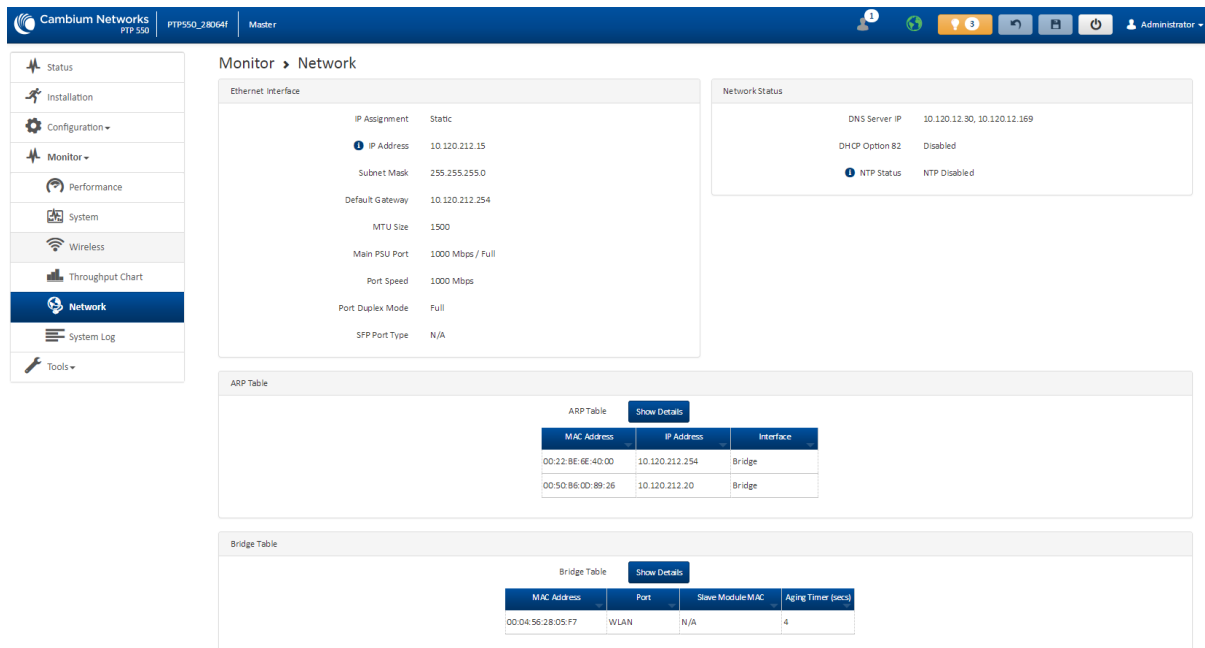 Cambium Networks
PTP 550
PTP550_28064f
Master
1
3
Administrator
Status
Installation
Configuration
Monitor
Performance
System
Wireless
Throughput Chart
Network
System Log
Tools
Monitor > Network
Ethernet Interface
IP Assignment Static
IP Address 10.120.212.15
Subnet Mask 255.255.255.0
Default Gateway 10.120.212.254
MTU Size 1500
Main PSU Port 1000 Mbps / Full
Port Speed 1000 Mbps
Port Duplex Mode Full
SFP Port Type N/A
Network Status
DNS Server IP 10.120.12.30, 10.120.12.169
DHCP Option 82 Disabled
NTP Status NTP Disabled
ARP Table
ARP Table Show Details
MAC Address IP Address Interface
00:22:BE:6E:40:00 10.120.212.254 Bridge
00:50:B6:0D:89:26 10.120.212.20 Bridge
Bridge Table
Bridge Table Show Details
MAC Address Port Slave Module MAC Aging Timer (secs)
00:04:56:28:05:F7 WLAN N/A 4